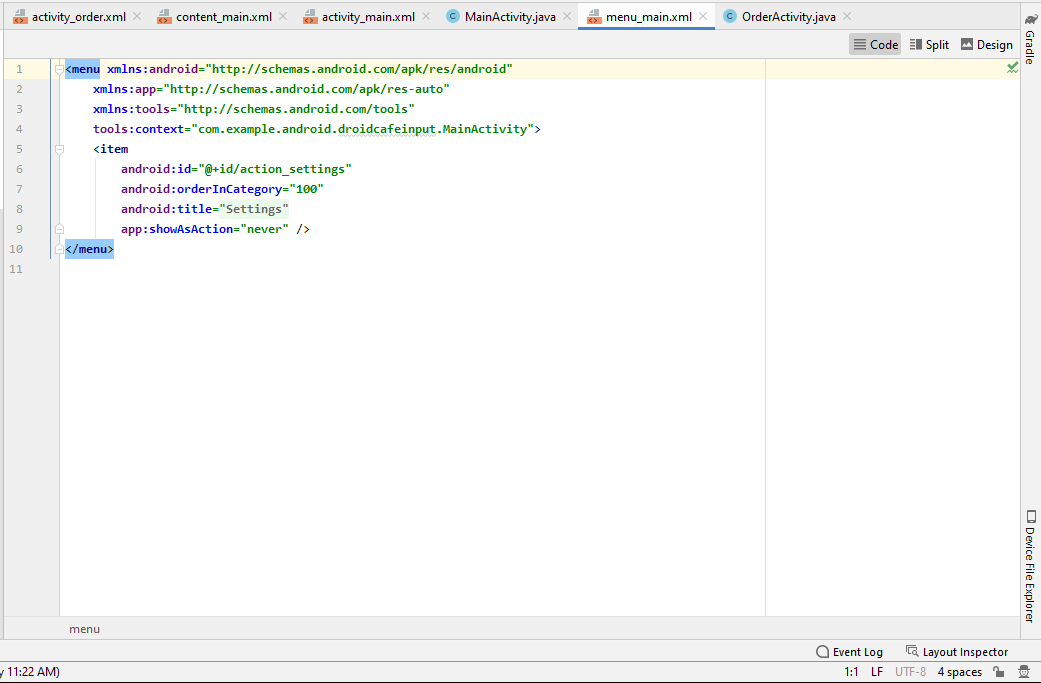 activity_order.xml content_main.xml activity_main.xml MainActivity.java menu_main.xml OrderActivity.java
Code Split Design
Gradle
1 <menu xmlns:android="http://schemas.android.com/apk/res/android"
2 xmlns:app="http://schemas.android.com/apk/res-auto"
3 xmlns:tools="http://schemas.android.com/tools"
4 tools:context="com.example.android.droidcafeinput.MainActivity">
5 <item
6 android:id="@+id/action_settings"
7 android:orderInCategory="100"
8 android:title="Settings"
9 app:showAsAction="never" />
10 </menu>
11
Device File Explorer
menu
Event Log Layout Inspector
y 11:22 AM) 1:1 LF UTF-8 4 spaces